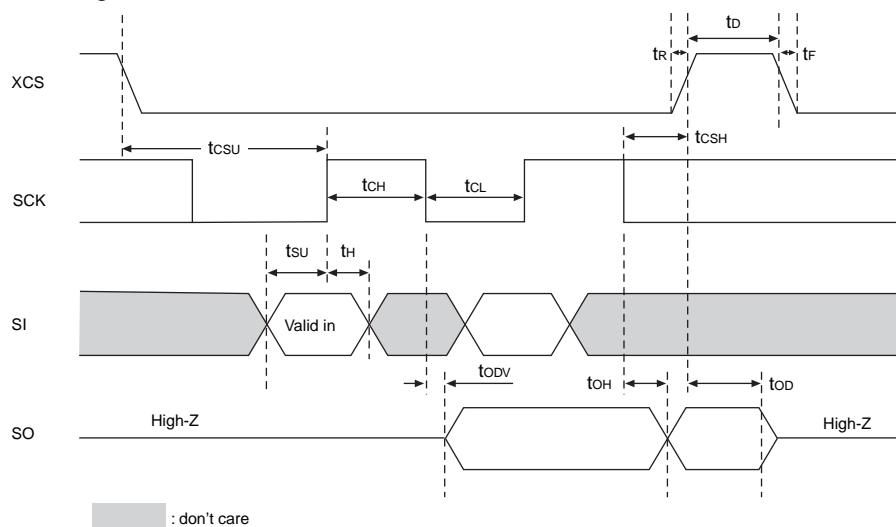 tD
tR
tF
XCS
tCSU
tCSH
tCH
tCL
SCK
tSU
tH
SI
Valid in
tODV
tOH
tOD
SO
High-Z
High-Z
: don't care